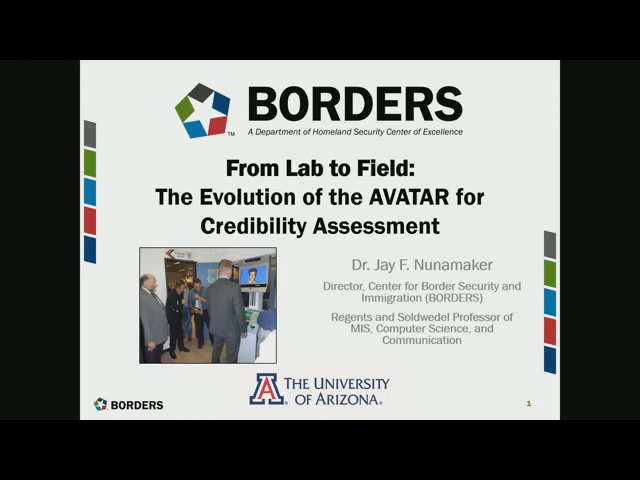 BORDERS
TM
A Department of Homeland Security Center of Excellence
From Lab to Field:
The Evolution of the AVATAR for
Credibility Assessment
Dr. Jay F. Nunamaker
Director, Center for Border Security and
Immigration (BORDERS)
Regents and Soldwedel Professor of
MIS, Computer Science, and
Communication
A
THE UNIVERSITY
OF ARIZONA®
BORDERS
1